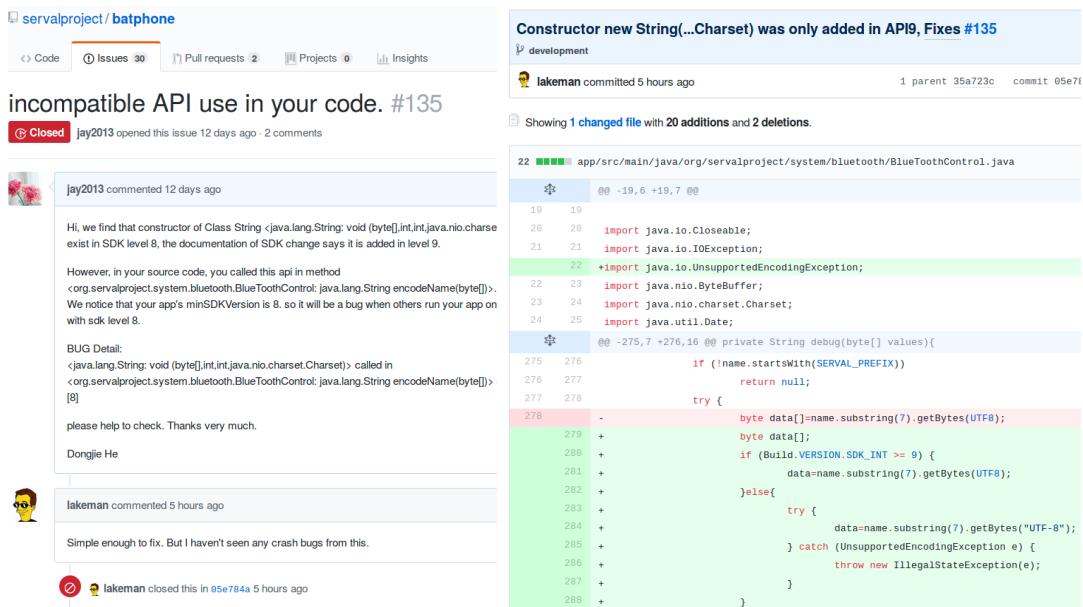 servalproject / batphone
Code
Issues 30
Pull requests 2
Projects 0
Insights
incompatible API use in your code. #135
Closed jay2013 opened this issue 12 days ago · 2 comments
jay2013 commented 12 days ago
Hi, we find that constructor of Class String <java.lang.String: void (byte[],int,int,java.nio.charse
exist in SDK level 8, the documentation of SDK change says it is added in level 9.
However, in your source code, you called this api in method
<org.servalproject.system.bluetooth.BlueToothControl: java.lang.String encodeName(byte[])>.
We notice that your app's minSDKVersion is 8. so it will be a bug when others run your app on
with sdk level 8.
BUG Detail:
<java.lang.String: void (byte[],int,int,java.nio.charset.Charset)> called in
<org.servalproject.system.bluetooth.BlueToothControl: java.lang.String encodeName(byte[])>
[8]
please help to check. Thanks very much.
Dongjie He
lakeman commented 5 hours ago
Simple enough to fix. But I haven't seen any crash bugs from this.
lakeman closed this in 05e784a 5 hours ago
Constructor new String(...Charset) was only added in API9, Fixes #135
development
lakeman committed 5 hours ago
1 parent 35a723c commit 05e78
Showing 1 changed file with 20 additions and 2 deletions.
22 app/src/main/java/org/servalproject/system/bluetooth/BlueToothControl.java
@@ -19,6 +19,7 @@
19 19
20 20 import java.io.Closeable;
21 21 import java.io.IOException;
22 +import java.io.UnsupportedEncodingException;
22 23 import java.nio.ByteBuffer;
23 24 import java.nio.charset.Charset;
24 25 import java.util.Date;
@@ -275,7 +276,16 @@ private String debug(byte[] values){
275 276 if (!name.startsWith(SERVAL_PREFIX))
276 277 return null;
277 278 try {
278 - byte data[]=name.substring(7).getBytes(UTF8);
279 + byte data[];
280 + if (Build.VERSION.SDK_INT >= 9) {
281 + data=name.substring(7).getBytes(UTF8);
282 + }else{
283 + try {
284 + data=name.substring(7).getBytes("UTF-8");
285 + } catch (UnsupportedEncodingException e) {
286 + throw new IllegalStateException(e);
287 + }
288 + }